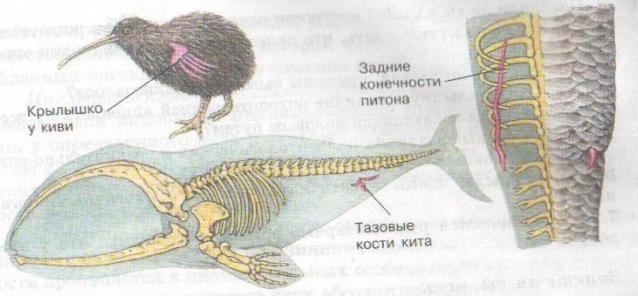 Крылышко
у киви
Задние
конечности
питона
Тазовые
кости кита